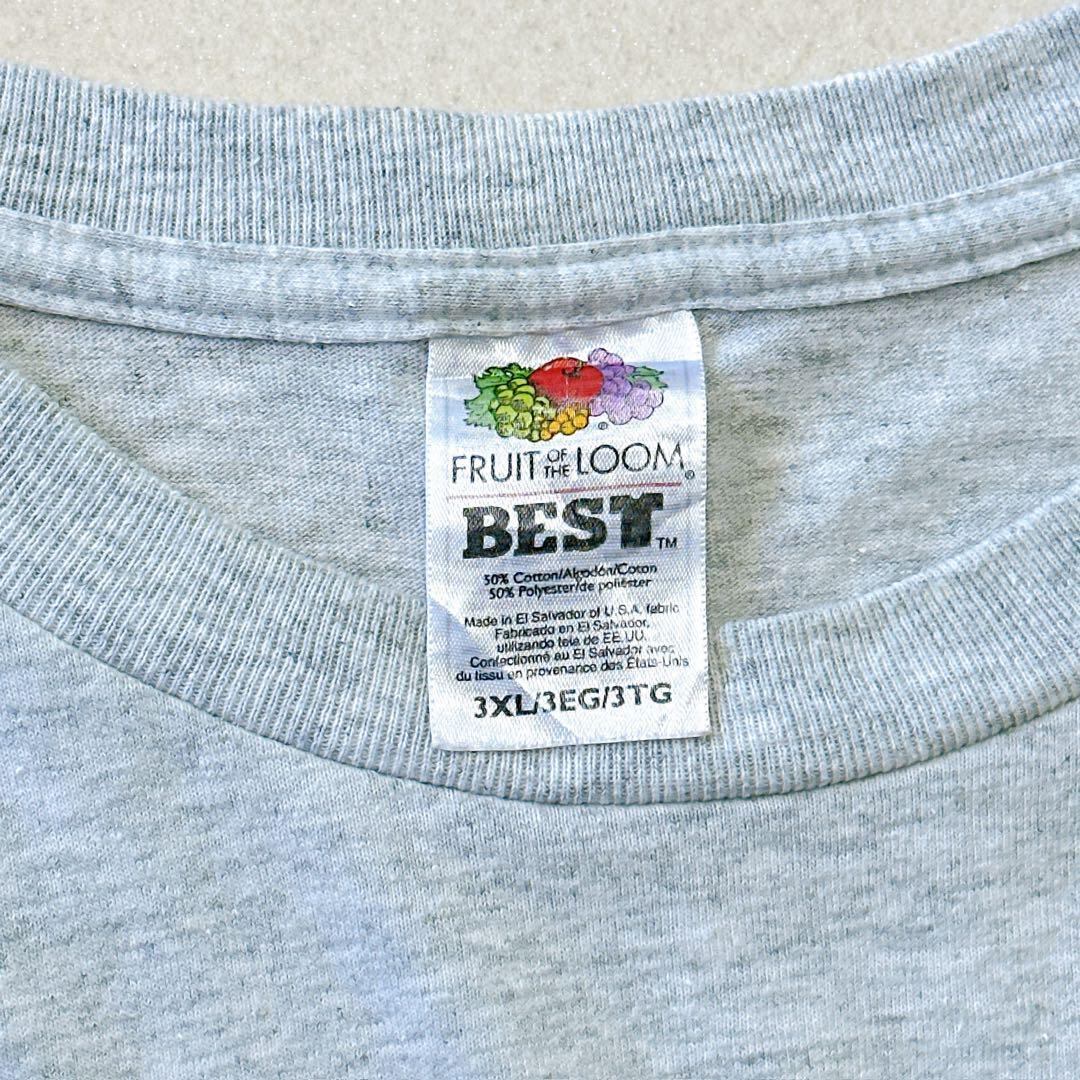 FRUIT OF THE LOOM®
BEST™
50% Cotton/Algodón/Coton
50% Polyester/de poliéster
Made in El Salvador of U.S.A. fabric
Fabricado en El Salvador,
utilizando tela de EE.UU.
Confectionné au El Salvador avec
du tissu en provenance des États-Unis
3XL/3EG/3TG